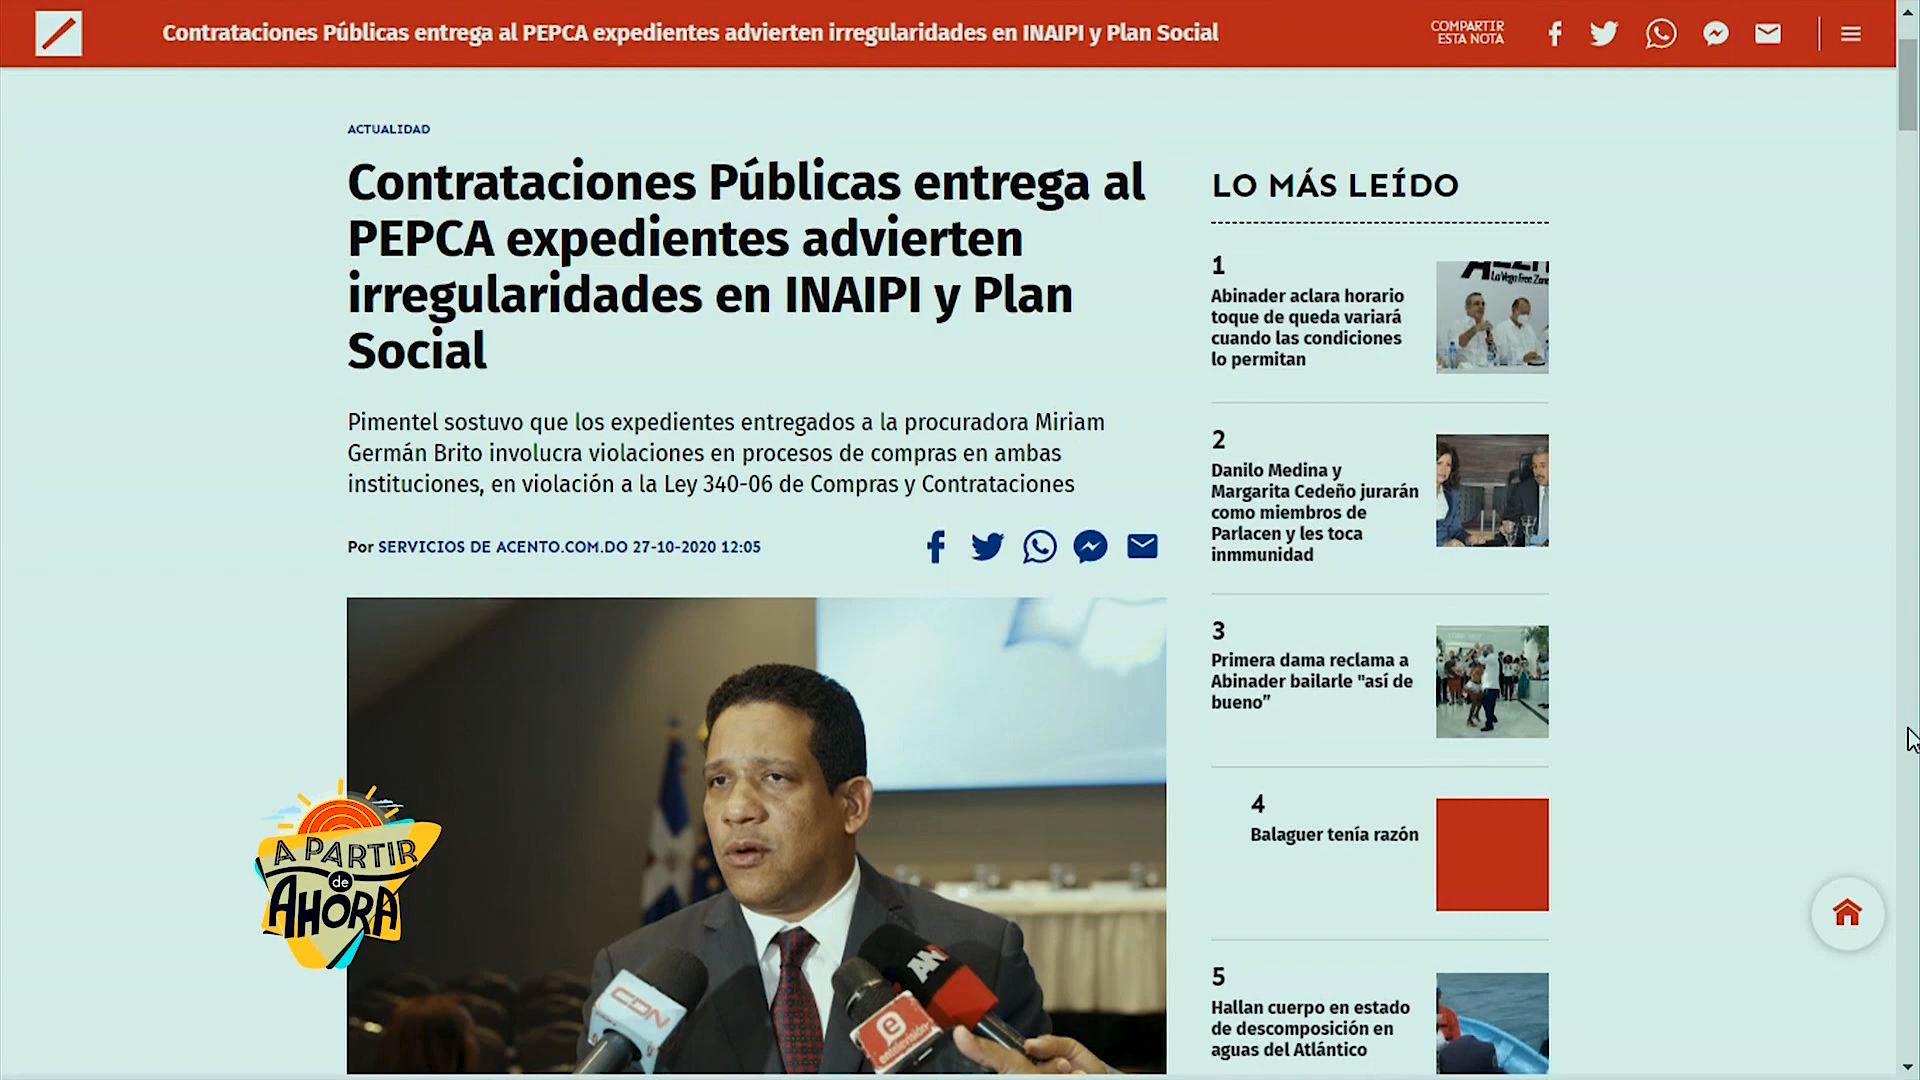 Contrataciones Públicas entrega al PEPCA expedientes advierten irregularidades en INAIPI y Plan Social
COMPARTIR
ESTA NOTA
ACTUALIDAD
Contrataciones Públicas entrega al
PEPCA expedientes advierten
irregularidades en INAIPI y Plan
Social
Pimentel sostuvo que los expedientes entregados a la procuradora Miriam
Germán Brito involucra violaciones en procesos de compras en ambas
instituciones, en violación a la Ley 340-06 de Compras y Contrataciones
Por SERVICIOS DE ACENTO.COM.DO 27-10-2020 12:05
A PARTIR
de
AHORA
CDN
AN
e
entelevisión
LO MÁS LEÍDO
1
Abinader aclara horario
toque de queda variará
cuando las condiciones
lo permitan
La Vega Free Zone
2
Danilo Medina y
Margarita Cedeño jurarán
como miembros de
Parlacen y les toca
inmmunidad
3
Primera dama reclama a
Abinader bailarle "así de
bueno”
4
Balaguer tenía razón
5
Hallan cuerpo en estado
de descomposición en
aguas del Atlántico